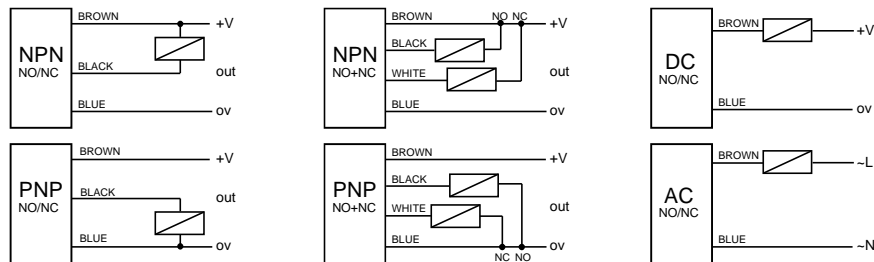 BROWN +V
NPN
NO/NC
BLACK out
BLUE ov
BROWN NO NC +V
NPN
NO+NC
BLACK
WHITE out
BLUE ov
BROWN +V
DC
NO/NC
BLUE ov
BROWN +V
PNP
NO/NC
BLACK out
BLUE ov
BROWN +V
PNP
NO+NC
BLACK
WHITE out
BLUE ov
NC NO
BROWN ~L
AC
NO/NC
BLUE ~N